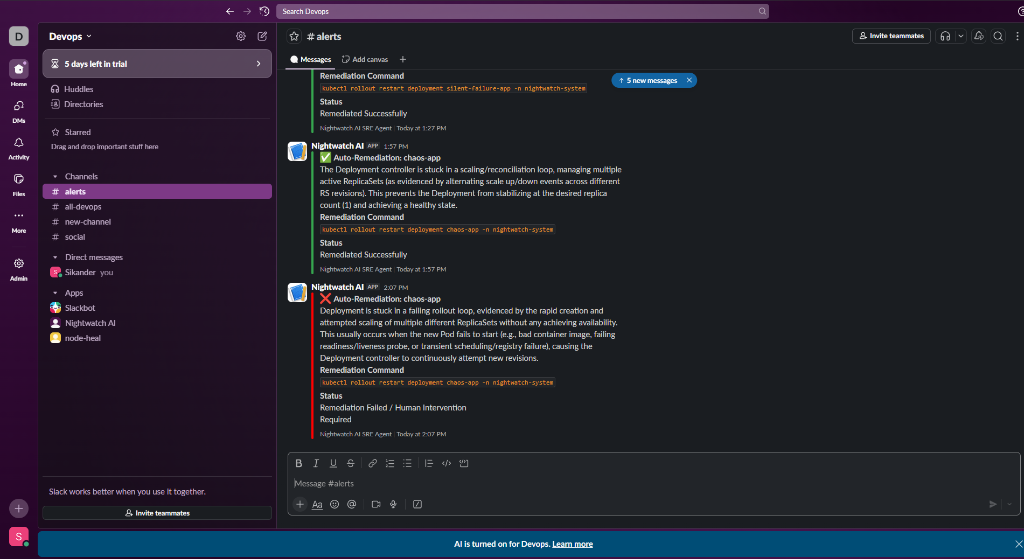 Search Devops
D
Devops
5 days left in trial
Home
Huddles
Directories
DMs
Starred
Drag and drop important stuff here
Activity
Channels
Files
# alerts
# all-devops
# new-channel
# social
More
Direct messages
Sikander you
Admin
Apps
Slackbot
Nightwatch AI
node-heal
Slack works better when you use it together.
Invite teammates
S
# alerts
Invite teammates
Messages
Add canvas
5 new messages
Remediation Command
kubectl rollout restart deployment silent-failure-app -n nightwatch-system
Status
Remediated Successfully
Nightwatch AI SRE Agent Today at 1:27 PM
Nightwatch AI APP 1:57 PM
Auto-Remediation: chaos-app
The Deployment controller is stuck in a scaling/reconciliation loop, managing multiple
active ReplicaSets (as evidenced by alternating scale up/down events across different
RS revisions). This prevents the Deployment from stabilizing at the desired replica
count (1) and achieving a healthy state.
Remediation Command
kubectl rollout restart deployment chaos-app -n nightwatch-system
Status
Remediated Successfully
Nightwatch AI SRE Agent Today at 1:57 PM
Nightwatch AI APP 2:07 PM
Auto-Remediation: chaos-app
Deployment is stuck in a failing rollout loop, evidenced by the rapid creation and
attempted scaling of multiple different ReplicaSets without any achieving availability.
This usually occurs when the new Pod fails to start (e.g., bad container image, failing
readiness/liveness probe, or transient scheduling/registry failure), causing the
Deployment controller to continuously attempt new revisions.
Remediation Command
kubectl rollout restart deployment chaos-app -n nightwatch-system
Status
Remediation Failed / Human Intervention
Required
Nightwatch AI SRE Agent Today at 2:07 PM
B I U S
Message #alerts
Aa
AI is turned on for Devops. Learn more